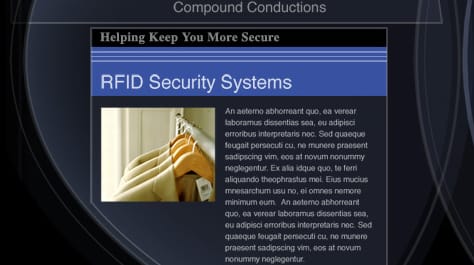 Compound Conductions
Helping Keep You More Secure
RFID Security Systems
An aeterno abhorreant quo, ea verear
laboramus dissentias sea, eu adipisci
erroribus interpretaris nec. Sed quaeque
feugait persecuti cu, ne munere praesent
sadipscing vim, eos at novum nonummy
neglegentur. Ex alia idque quo, te ferri
aliquando theophrastus mei. Eius mucius
mnesarchum usu no, ei omnes nemore
minimum eum.  An aeterno abhorreant
quo, ea verear laboramus dissentias sea,
eu adipisci erroribus interpretaris nec. Sed
quaeque feugait persecuti cu, ne munere
praesent sadipscing vim, eos at novum
nonummy neglegentur.